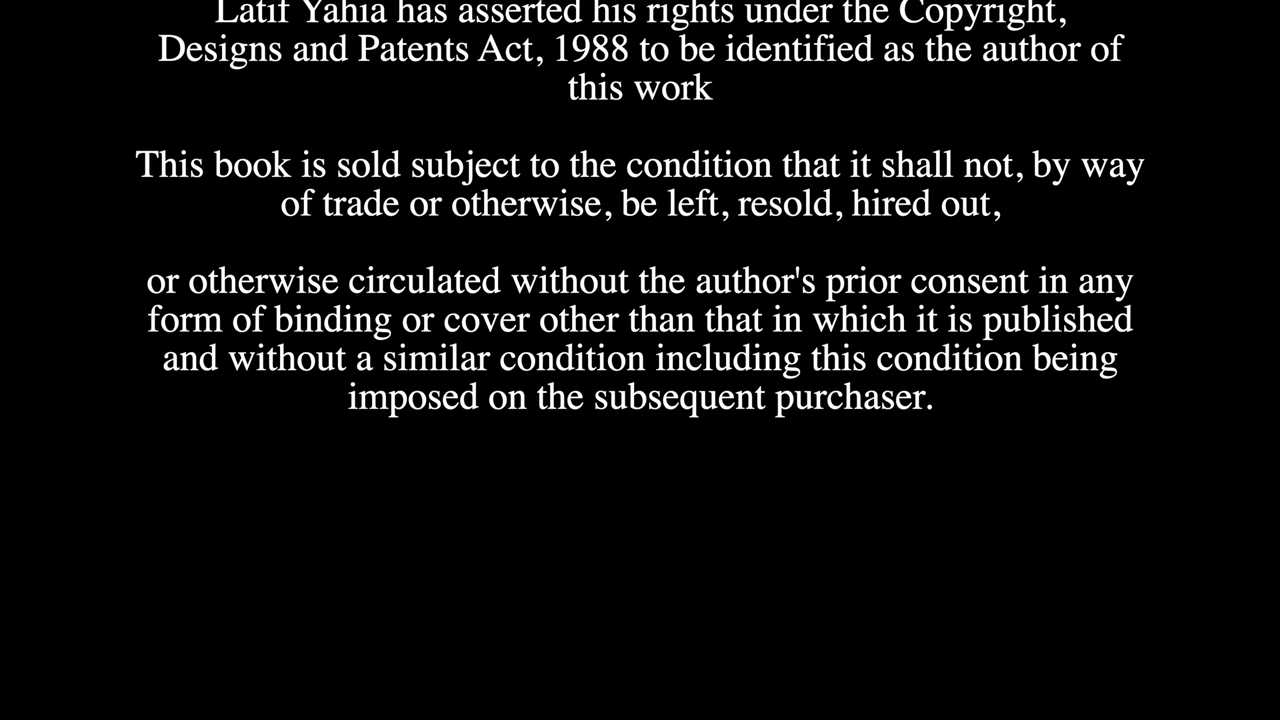 Latif Yahia has asserted his rights under the Copyright,
Designs and Patents Act, 1988 to be identified as the author of
this work
This book is sold subject to the condition that it shall not, by way
of trade or otherwise, be left, resold, hired out,
or otherwise circulated without the author's prior consent in any
form of binding or cover other than that in which it is published
and without a similar condition including this condition being
imposed on the subsequent purchaser.